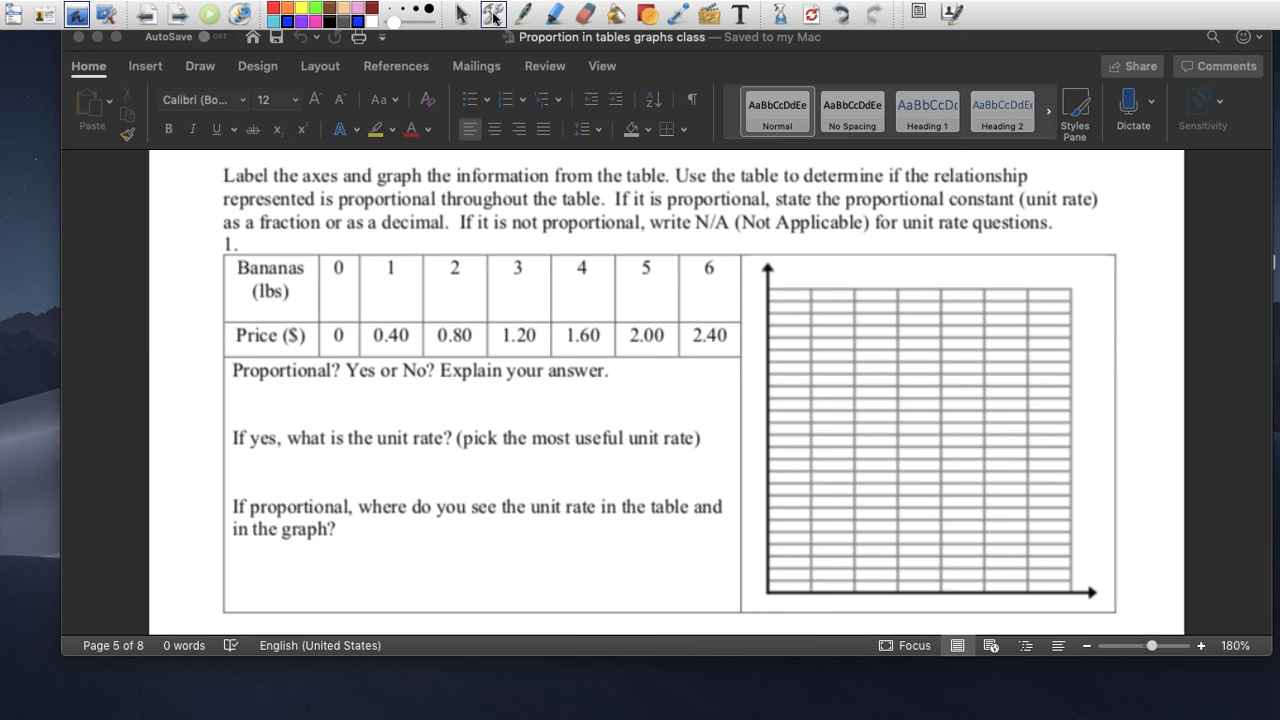 AutoSave OFF
Proportion in tables graphs class — Saved to my Mac
Home Insert Draw Design Layout References Mailings Review View Share Comments
Paste
Calibri (Bo... 12
AaBbCcDdEe AaBbCcDdEe AaBbCcDc AaBbCcDdEe
Normal No Spacing Heading 1 Heading 2
Styles Pane
Dictate
Sensitivity
Label the axes and graph the information from the table. Use the table to determine if the relationship
represented is proportional throughout the table. If it is proportional, state the proportional constant (unit rate)
as a fraction or as a decimal. If it is not proportional, write N/A (Not Applicable) for unit rate questions.
1.
Bananas (lbs) 0 1 2 3 4 5 6
Price ($) 0 0.40 0.80 1.20 1.60 2.00 2.40
Proportional? Yes or No? Explain your answer.
If yes, what is the unit rate? (pick the most useful unit rate)
If proportional, where do you see the unit rate in the table and
in the graph?
Page 5 of 8 0 words English (United States) Focus 180%